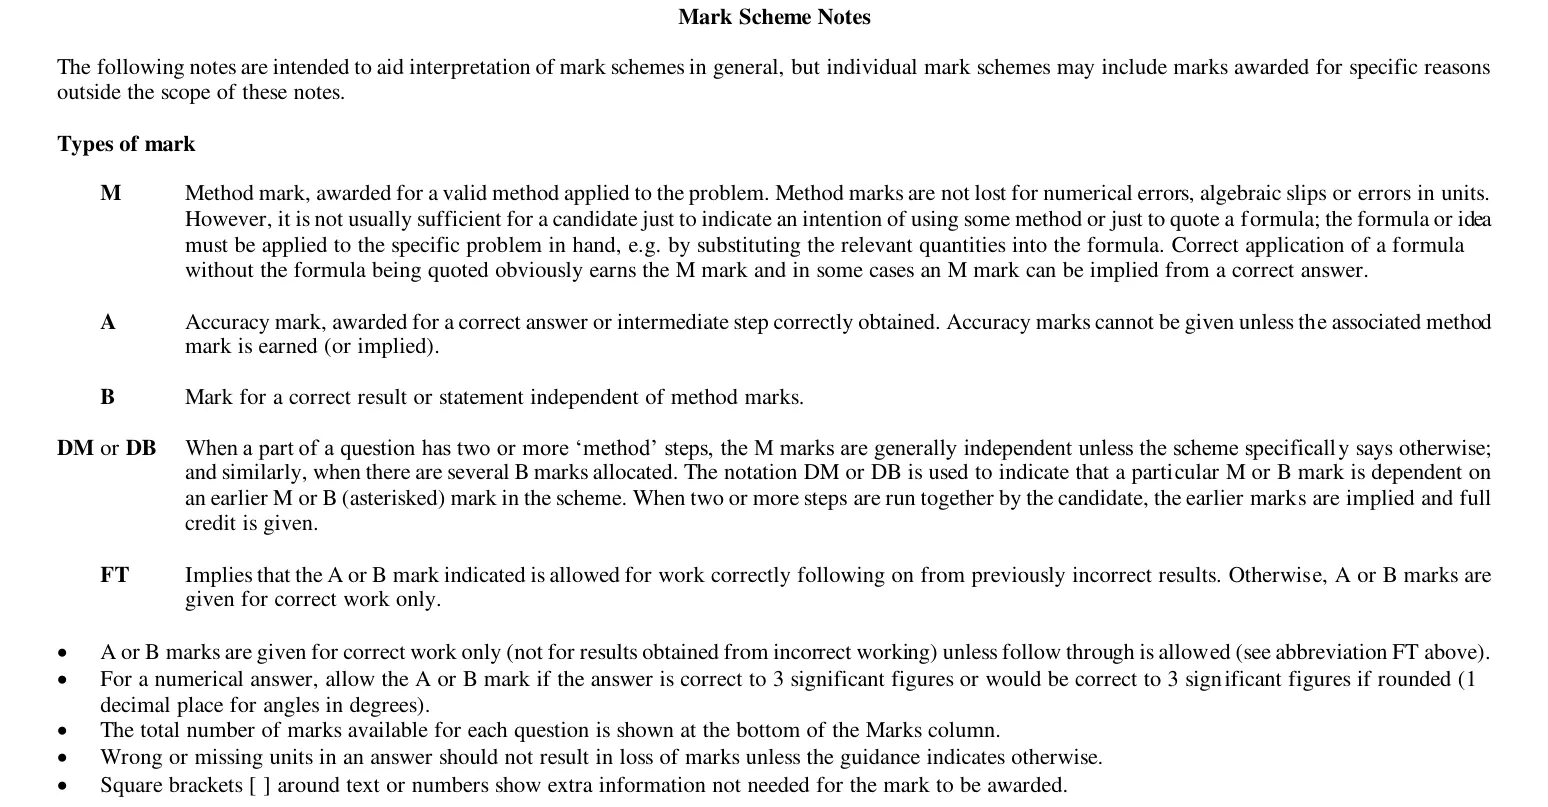 Mark Scheme Notes
The following notes are intended to aid interpretation of mark schemes in general, but individual mark schemes may include marks awarded for specific reasons
outside the scope of these notes.
Types of mark
M Method mark, awarded for a valid method applied to the problem. Method marks are not lost for numerical errors, algebraic slips or errors in units.
However, it is not usually sufficient for a candidate just to indicate an intention of using some method or just to quote a formula; the formula or idea
must be applied to the specific problem in hand, e.g. by substituting the relevant quantities into the formula. Correct application of a formula
without the formula being quoted obviously earns the M mark and in some cases an M mark can be implied from a correct answer.
A Accuracy mark, awarded for a correct answer or intermediate step correctly obtained. Accuracy marks cannot be given unless the associated method
mark is earned (or implied).
B Mark for a correct result or statement independent of method marks.
DM or DB When a part of a question has two or more ‘method’ steps, the M marks are generally independent unless the scheme specifically says otherwise;
and similarly, when there are several B marks allocated. The notation DM or DB is used to indicate that a particular M or B mark is dependent on
an earlier M or B (asterisked) mark in the scheme. When two or more steps are run together by the candidate, the earlier marks are implied and full
credit is given.
FT Implies that the A or B mark indicated is allowed for work correctly following on from previously incorrect results. Otherwise, A or B marks are
given for correct work only.
• A or B marks are given for correct work only (not for results obtained from incorrect working) unless follow through is allowed (see abbreviation FT above).
• For a numerical answer, allow the A or B mark if the answer is correct to 3 significant figures or would be correct to 3 significant figures if rounded (1
decimal place for angles in degrees).
• The total number of marks available for each question is shown at the bottom of the Marks column.
• Wrong or missing units in an answer should not result in loss of marks unless the guidance indicates otherwise.
• Square brackets [ ] around text or numbers show extra information not needed for the mark to be awarded.